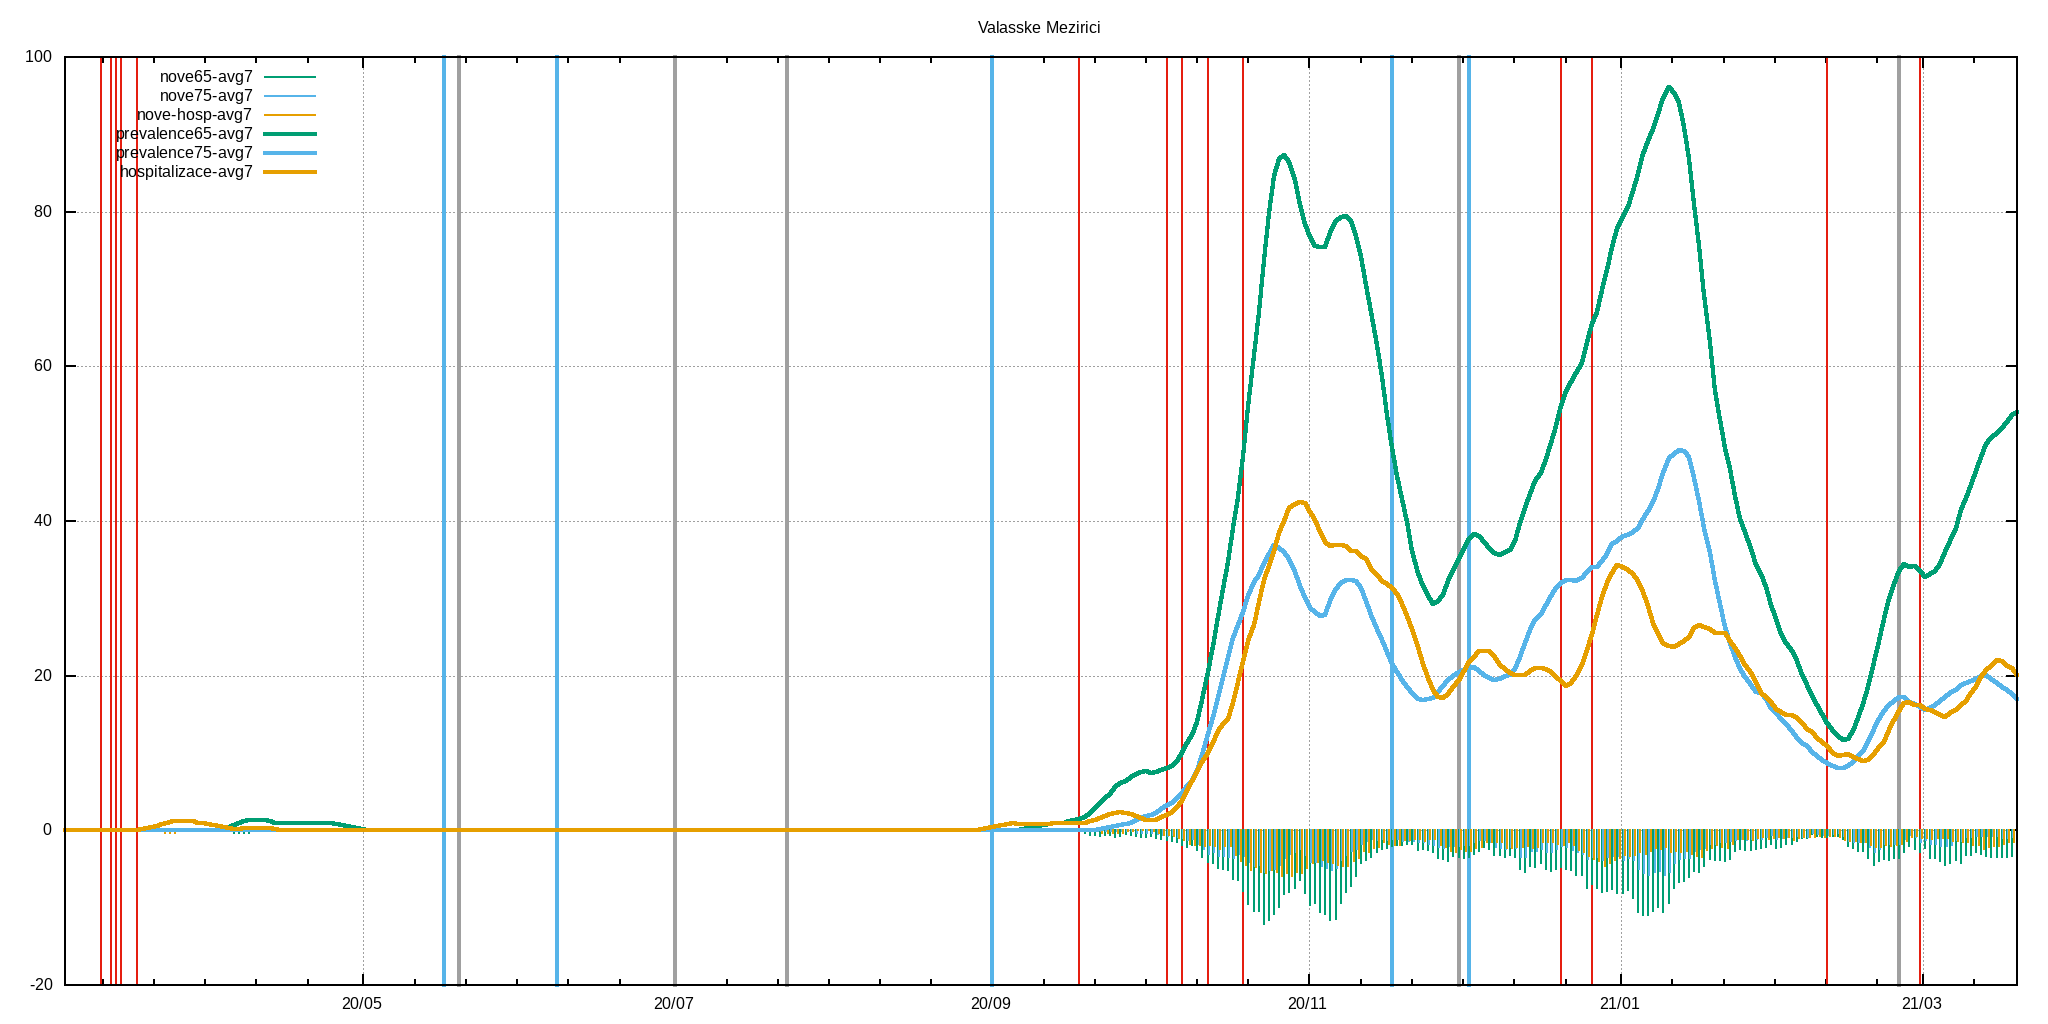 Valasske Mezirici
100
80
60
40
20
0
-20
nove65-avg7
nove75-avg7
nove-hosp-avg7
prevalence65-avg7
prevalence75-avg7
hospitalizace-avg7
20/05 20/07 20/09 20/11 21/01 21/03